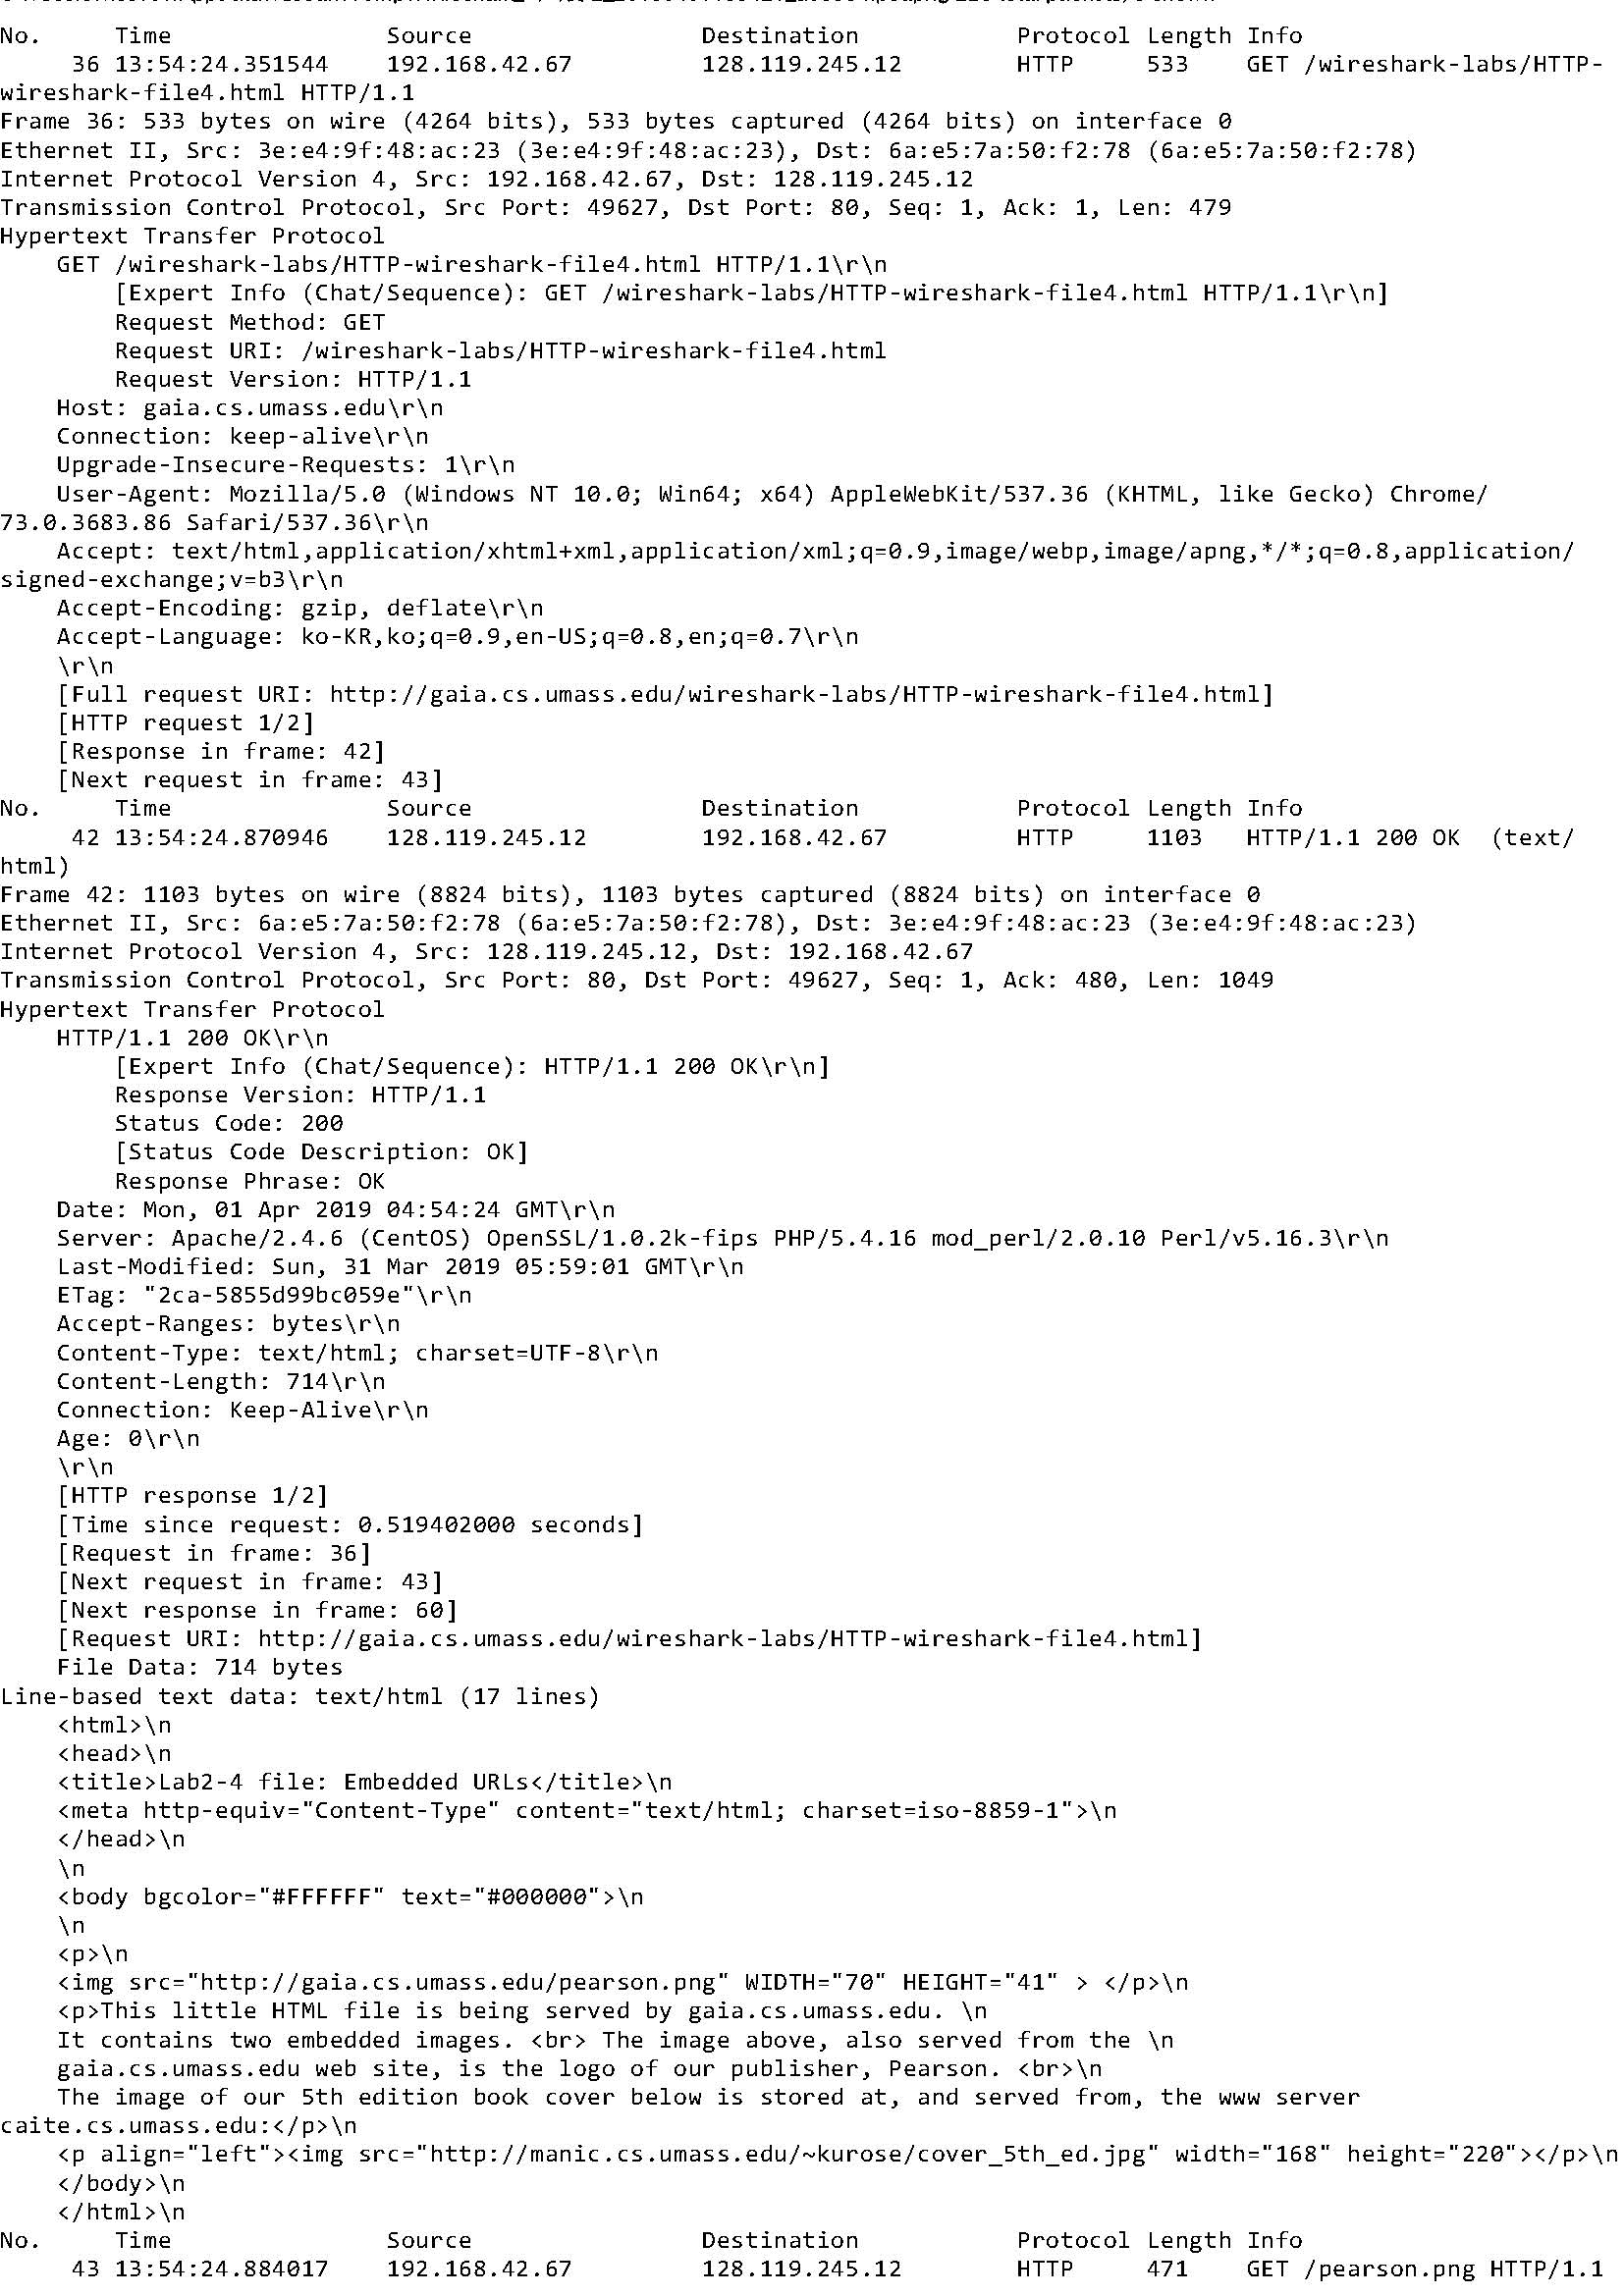 No.      Time               Source                Destination           Protocol Length Info
     36 13:54:24.351544    192.168.42.67         128.119.245.12        HTTP     533    GET /wireshark-labs/HTTP-
wireshark-file4.html HTTP/1.1
Frame 36: 533 bytes on wire (4264 bits), 533 bytes captured (4264 bits) on interface 0
Ethernet II, Src: 3e:e4:9f:48:ac:23 (3e:e4:9f:48:ac:23), Dst: 6a:e5:7a:50:f2:78 (6a:e5:7a:50:f2:78)
Internet Protocol Version 4, Src: 192.168.42.67, Dst: 128.119.245.12
Transmission Control Protocol, Src Port: 49627, Dst Port: 80, Seq: 1, Ack: 1, Len: 479
Hypertext Transfer Protocol
    GET /wireshark-labs/HTTP-wireshark-file4.html HTTP/1.1\r\n
        [Expert Info (Chat/Sequence): GET /wireshark-labs/HTTP-wireshark-file4.html HTTP/1.1\r\n]
        Request Method: GET
        Request URI: /wireshark-labs/HTTP-wireshark-file4.html
        Request Version: HTTP/1.1
    Host: gaia.cs.umass.edu\r\n
    Connection: keep-alive\r\n
    Upgrade-Insecure-Requests: 1\r\n
    User-Agent: Mozilla/5.0 (Windows NT 10.0; Win64; x64) AppleWebKit/537.36 (KHTML, like Gecko) Chrome/
73.0.3683.86 Safari/537.36\r\n
    Accept: text/html,application/xhtml+xml,application/xml;q=0.9,image/webp,image/apng,*/*;q=0.8,application/
signed-exchange;v=b3\r\n
    Accept-Encoding: gzip, deflate\r\n
    Accept-Language: ko-KR,ko;q=0.9,en-US;q=0.8,en;q=0.7\r\n
    \r\n
    [Full request URI: http://gaia.cs.umass.edu/wireshark-labs/HTTP-wireshark-file4.html]
    [HTTP request 1/2]
    [Response in frame: 42]
    [Next request in frame: 43]
No.      Time               Source                Destination           Protocol Length Info
     42 13:54:24.870946    128.119.245.12        192.168.42.67         HTTP     1103   HTTP/1.1 200 OK  (text/
html)
Frame 42: 1103 bytes on wire (8824 bits), 1103 bytes captured (8824 bits) on interface 0
Ethernet II, Src: 6a:e5:7a:50:f2:78 (6a:e5:7a:50:f2:78), Dst: 3e:e4:9f:48:ac:23 (3e:e4:9f:48:ac:23)
Internet Protocol Version 4, Src: 128.119.245.12, Dst: 192.168.42.67
Transmission Control Protocol, Src Port: 80, Dst Port: 49627, Seq: 1, Ack: 480, Len: 1049
Hypertext Transfer Protocol
    HTTP/1.1 200 OK\r\n
        [Expert Info (Chat/Sequence): HTTP/1.1 200 OK\r\n]
        Response Version: HTTP/1.1
        Status Code: 200
        [Status Code Description: OK]
        Response Phrase: OK
    Date: Mon, 01 Apr 2019 04:54:24 GMT\r\n
    Server: Apache/2.4.6 (CentOS) OpenSSL/1.0.2k-fips PHP/5.4.16 mod_perl/2.0.10 Perl/v5.16.3\r\n
    Last-Modified: Sun, 31 Mar 2019 05:59:01 GMT\r\n
    ETag: "2ca-5855d99bc059e"\r\n
    Accept-Ranges: bytes\r\n
    Content-Type: text/html; charset=UTF-8\r\n
    Content-Length: 714\r\n
    Connection: Keep-Alive\r\n
    Age: 0\r\n
    \r\n
    [HTTP response 1/2]
    [Time since request: 0.519402000 seconds]
    [Request in frame: 36]
    [Next request in frame: 43]
    [Next response in frame: 60]
    [Request URI: http://gaia.cs.umass.edu/wireshark-labs/HTTP-wireshark-file4.html]
    File Data: 714 bytes
Line-based text data: text/html (17 lines)
    <html>\n
    <head>\n
    <title>Lab2-4 file: Embedded URLs</title>\n
    <meta http-equiv="Content-Type" content="text/html; charset=iso-8859-1">\n
    </head>\n
    \n
    <body bgcolor="#FFFFFF" text="#000000">\n
    \n
    <p>\n
    <img src="http://gaia.cs.umass.edu/pearson.png" WIDTH="70" HEIGHT="41" > </p>\n
    <p>This little HTML file is being served by gaia.cs.umass.edu. \n
    It contains two embedded images. <br> The image above, also served from the \n
    gaia.cs.umass.edu web site, is the logo of our publisher, Pearson. <br>\n
    The image of our 5th edition book cover below is stored at, and served from, the www server
caite.cs.umass.edu:</p>\n
    <p align="left"><img src="http://manic.cs.umass.edu/~kurose/cover_5th_ed.jpg" width="168" height="220"></p>\n
    </body>\n
    </html>\n
No.      Time               Source                Destination           Protocol Length Info
     43 13:54:24.884017    192.168.42.67         128.119.245.12        HTTP     471    GET /pearson.png HTTP/1.1